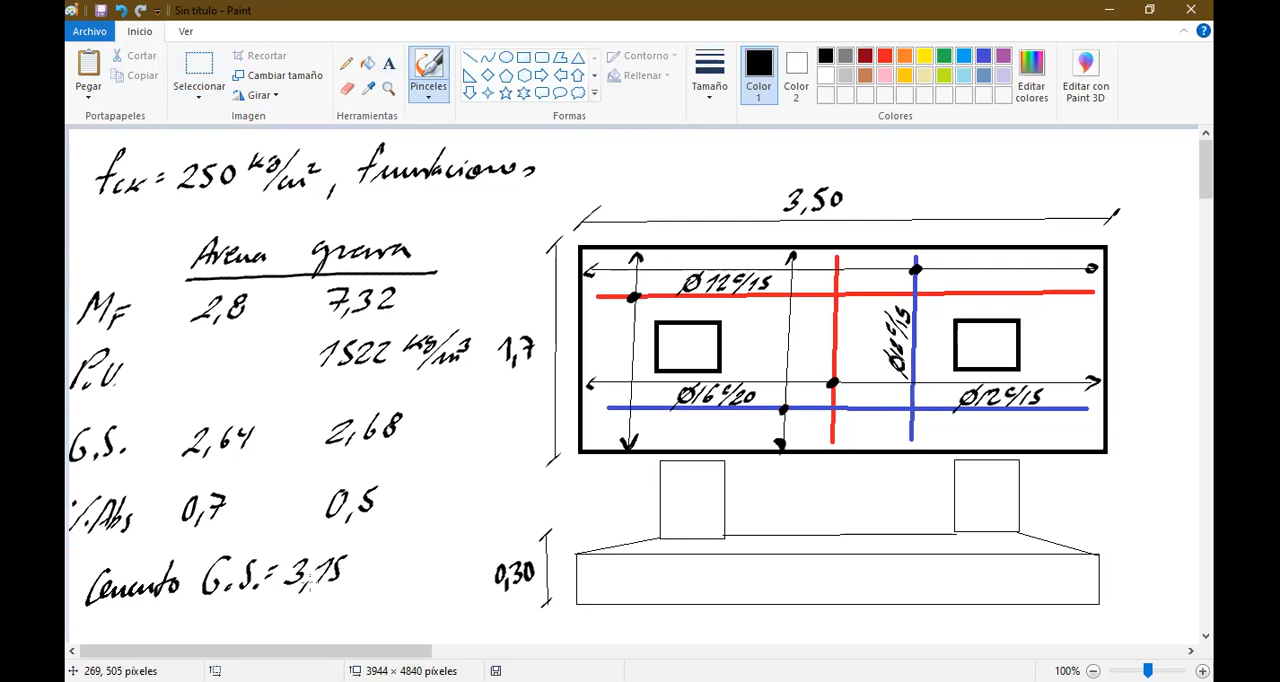 Sin título - Paint
Archivo Inicio Ver
Pegar
Cortar
Copiar
Portapapeles
Seleccionar
Recortar
Cambiar tamaño
Girar
Imagen
A
Herramientas
Pinceles
Formas
Contorno
Rellenar
Tamaño
Color 1
Color 2
Colores
Editar colores
Editar con Paint 3D
fck = 250 kg/cm², fundaciones
Arena grava
MF 2,8 7,32
P.V. 1522 kg/m³
G.S. 2,64 2,68
%Abs 0,7 0,5
Cemento G.S. = 3,15
3,50
1,7
Ø12c/15
Ø8c/15
Ø16c/20
Ø12c/15
0,30
269, 505 píxeles
3944 × 4840 píxeles
100%